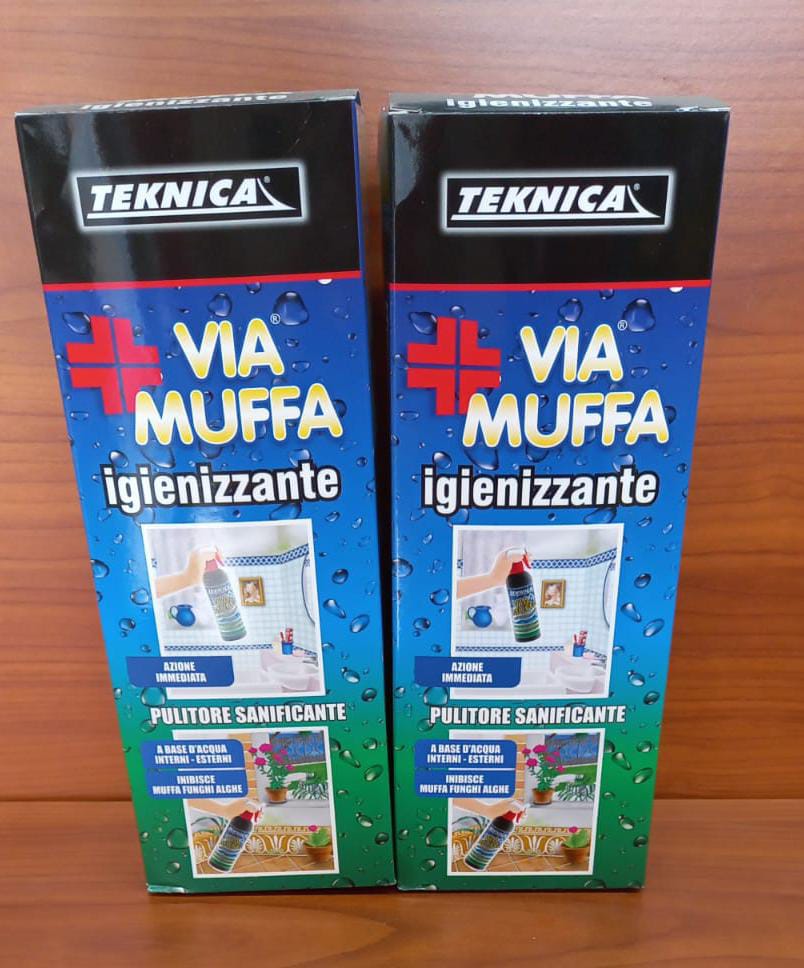 igienizzante
TEKNICA®
VIA®
MUFFA
igienizzante
AZIONE
IMMEDIATA
PULITORE SANIFICANTE
A BASE D'ACQUA
INTERNI - ESTERNI
INIBISCE
MUFFA FUNGHI ALGHE
MUFFA
igienizzante
TEKNICA®
VIA®
MUFFA
igienizzante
AZIONE
IMMEDIATA
PULITORE SANIFICANTE
A BASE D'ACQUA
INTERNI - ESTERNI
INIBISCE
MUFFA FUNGHI ALGHE